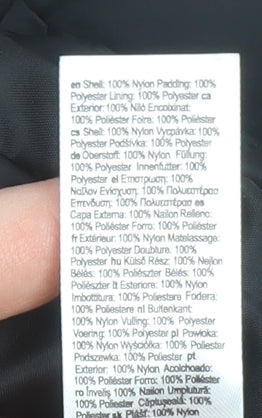 en Shell: 100% Nylon Padding: 100%
Polyester Lining: 100% Polyester ca
Exterior: 100% Niló Encoixinat:
100% Polièster Folre: 100% Polièster
cs Shell: 100% Nylon Vycpávka: 100%
Polyester Podšívka: 100% Polyester
de Oberstoff: 100% Nylon Füllung:
100% Polyester Innenfutter: 100%
Polyester el Επιστρωση: 100%
Ναϊλον Ενίσχυση: 100% Πολυεστέρας
Επενδυση: 100% Πολυεστέρας es
Capa Externa: 100% Nailon Relleno:
100% Poliéster Forro: 100% Poliéster
fr Extérieur: 100% Nylon Matelassage:
100% Polyester Doublure: 100%
Polyester hu Külső Rész: 100% Nejlon
Bélés: 100% Poliészter Bélés: 100%
Poliészter it Esteriore: 100% Nylon
Imbottitura: 100% Poliestere Fodera:
100% Poliestere nl Buitenkant:
100% Nylon Vulling: 100% Polyester
Voering: 100% Polyester pl Powłoka:
100% Nylon Wyściółka: 100% Poliester
Podszewka: 100% Poliester pt
Exterior: 100% Nylon Acolchoado:
100% Poliéster Forro: 100% Poliéster
ro Înveliș 100% Nailon Umplutură:
100% Poliester Căptușeală: 100%
Poliester sk Plášť: 100% Nylon